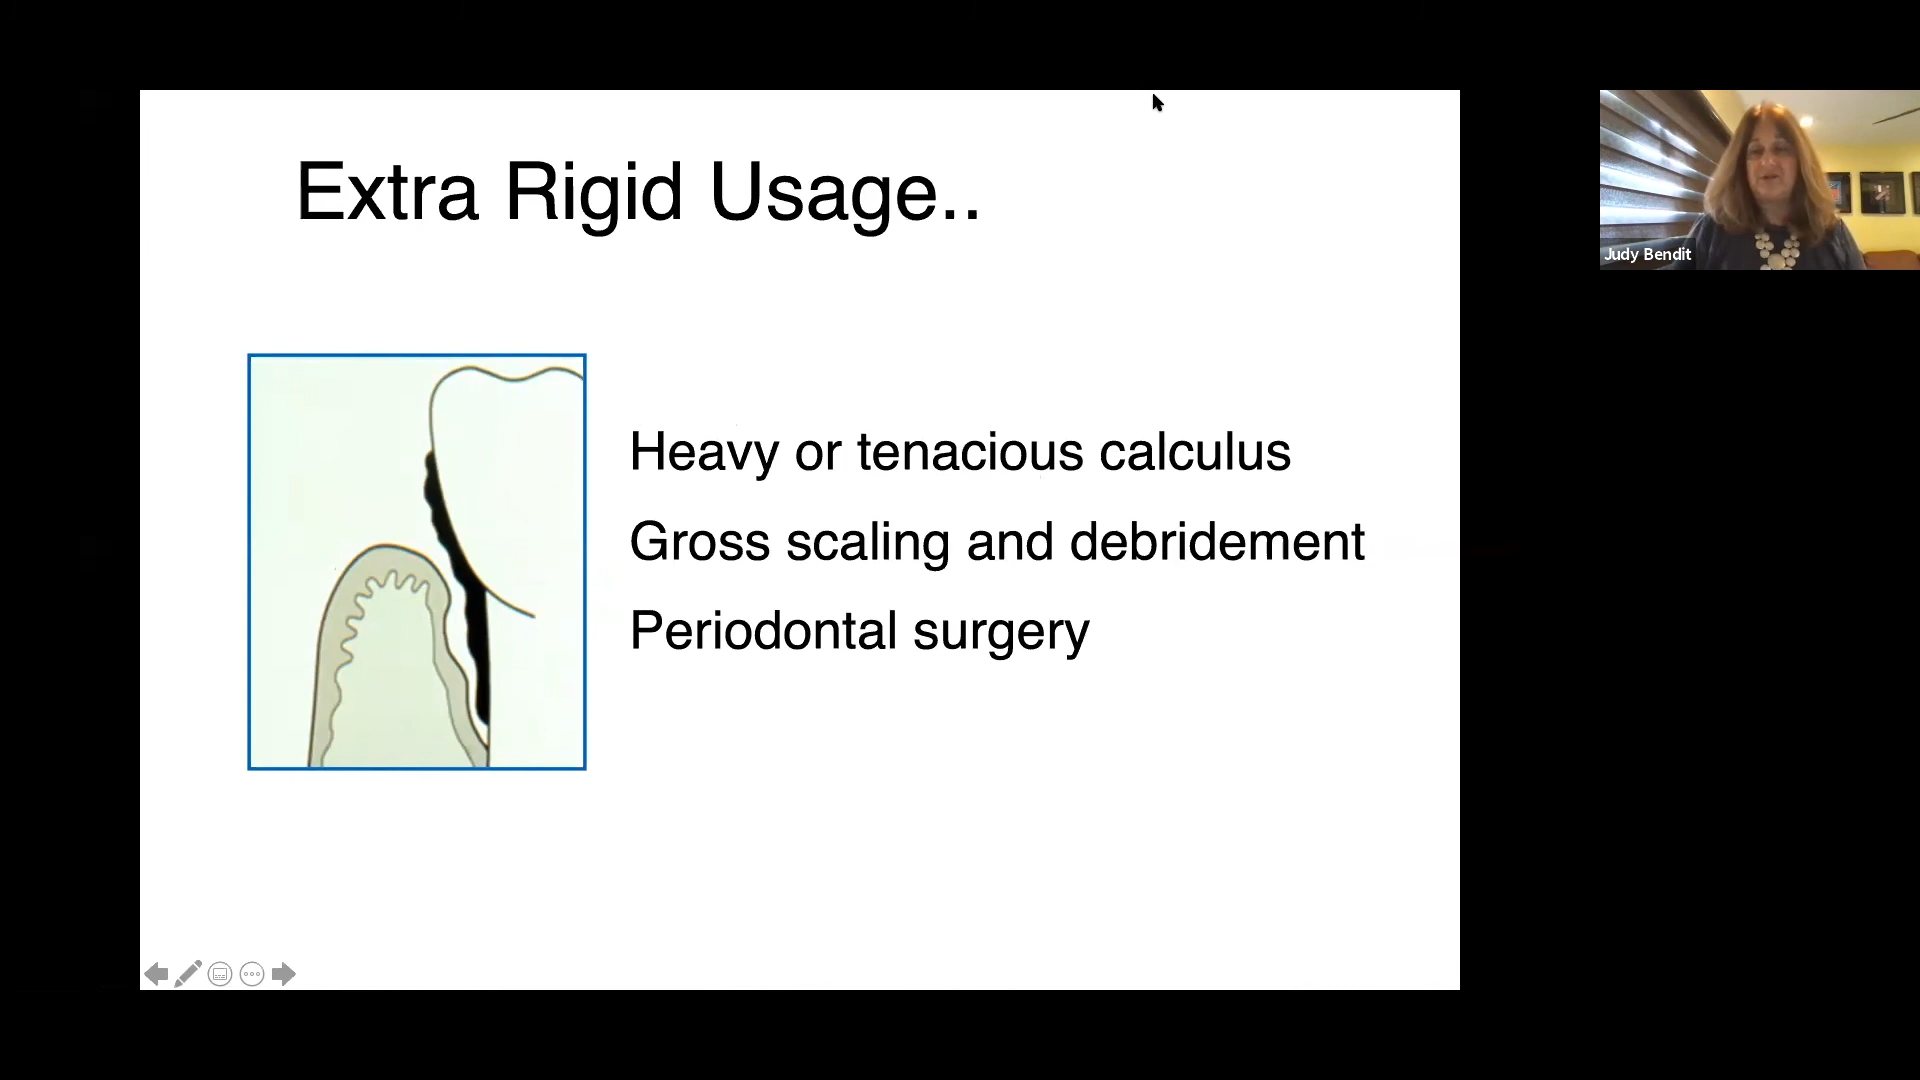 Extra Rigid Usage..
Judy Bendit
Heavy or tenacious calculus
Gross scaling and debridement
Periodontal surgery